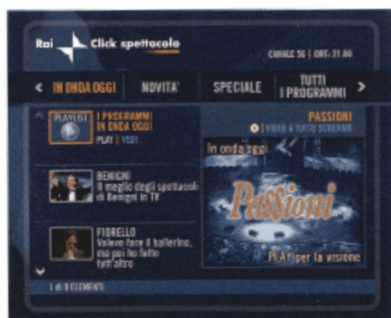 Rai Click spettacolo
CANALE 56 | ORE: 21.00
< IN ONDA OGGI NOVITA' SPECIALE TUTTI I PROGRAMMI >
PLAYLIST
I PROGRAMMI
IN ONDA OGGI
PLAY | VEDI
BENIGNI
Il meglio degli spettacoli
di Benigni in TV
FIORELLO
Volevo fare il ballerino,
ma poi ho fatto
tutt'altro
1 di 8 ELEMENTI
PASSIONI
VIDEO A TUTTO SCHERMO
In onda oggi
Passioni
PLAY per la visione